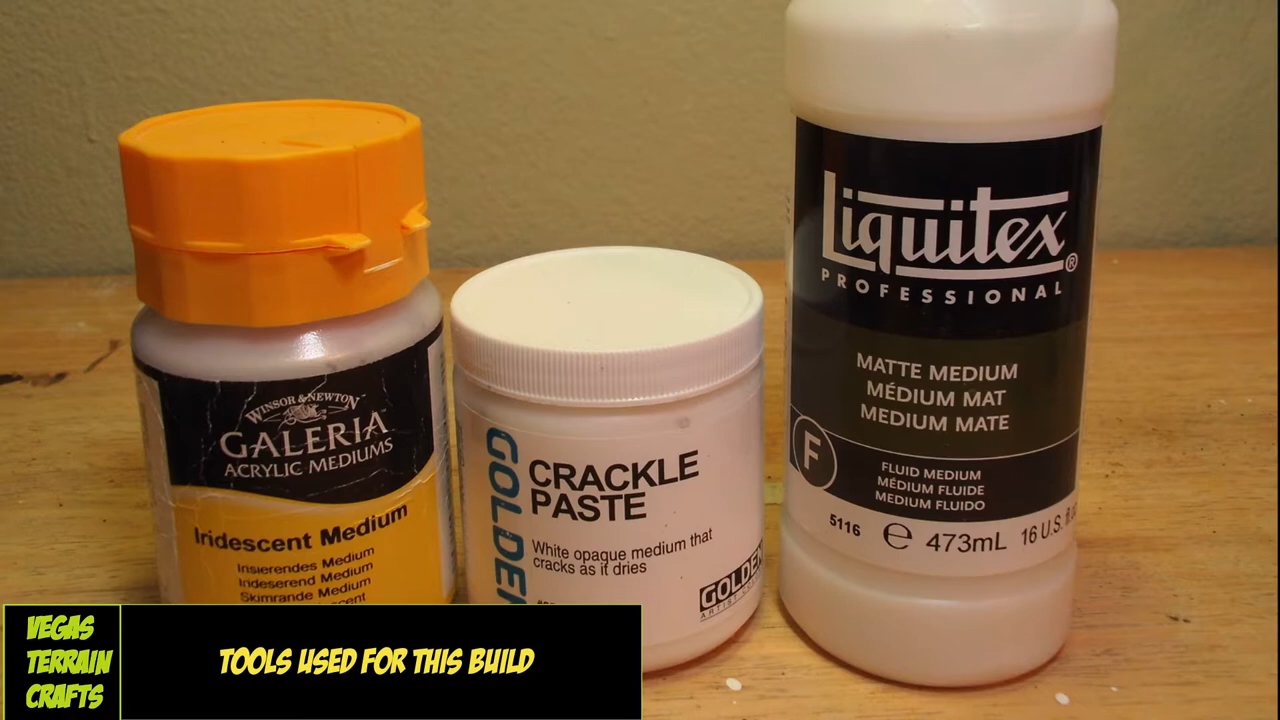 WINSOR & NEWTON
GALERIA
ACRYLIC MEDIUMS
Iridescent Medium
Irisierendes Medium
Irideserend Medium
Skimrande Medium
GOLDEN
CRACKLE
PASTE
White opaque medium that
cracks as it dries
GOLDEN
Liquitex®
PROFESSIONAL
MATTE MEDIUM
MÉDIUM MAT
MEDIUM MATE
F
FLUID MEDIUM
MÉDIUM FLUIDE
MEDIUM FLUIDO
5116 e 473mL 16 U.S.
VEGAS
TERRAIN
CRAFTS
TOOLS USED FOR THIS BUILD